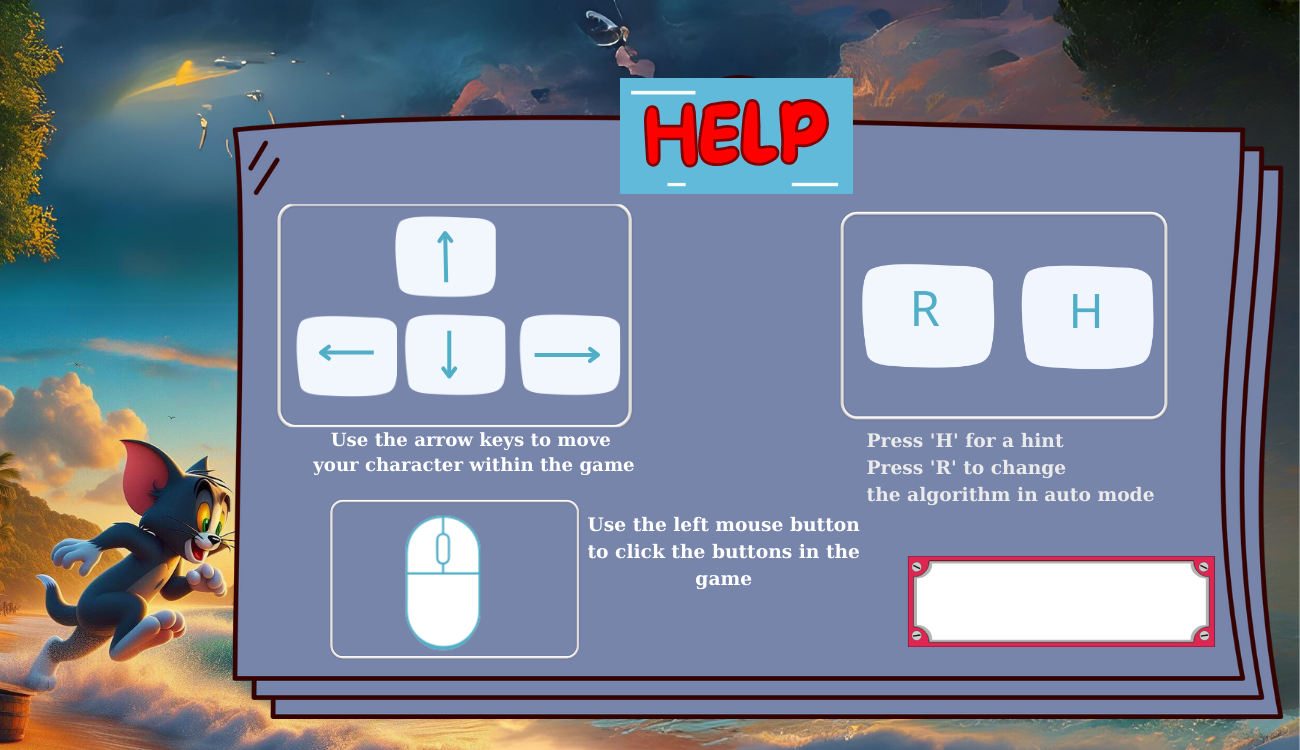 HELP
R H
Use the arrow keys to move
your character within the game
Press 'H' for a hint
Press 'R' to change
the algorithm in auto mode
Use the left mouse button
to click the buttons in the
game